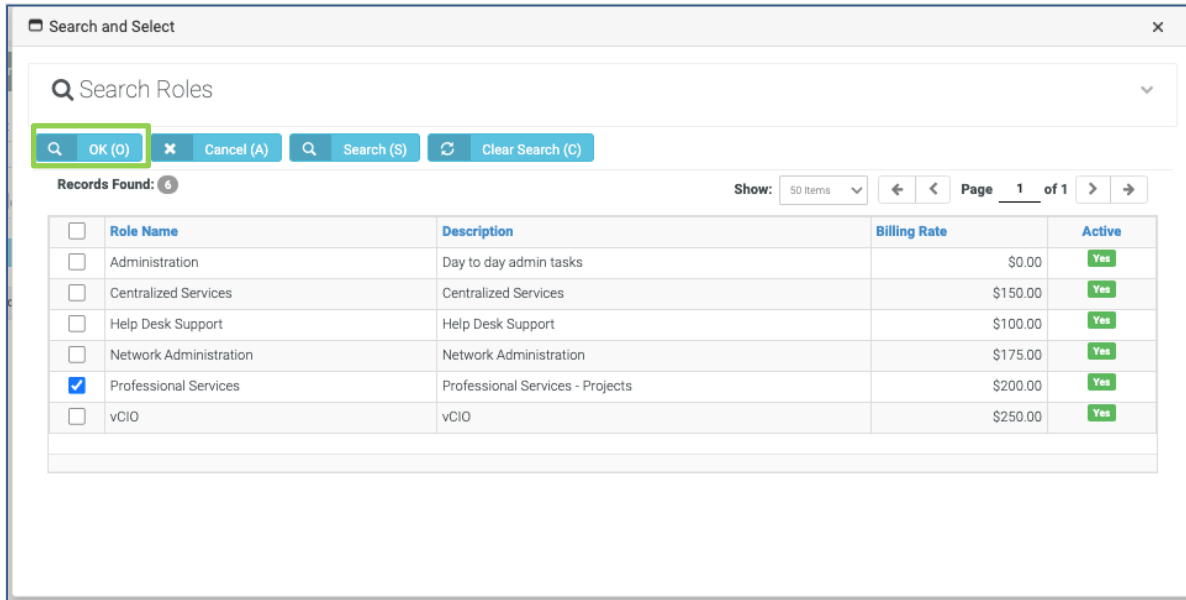 Search and Select
Search Roles
OK (O) Cancel (A) Search (S) Clear Search (C)
Records Found: 6 Show: 50 Items Page 1 of 1
Role Name Description Billing Rate Active
Administration Day to day admin tasks $0.00 Yes
Centralized Services Centralized Services $150.00 Yes
Help Desk Support Help Desk Support $100.00 Yes
Network Administration Network Administration $175.00 Yes
Professional Services Professional Services - Projects $200.00 Yes
vCIO vCIO $250.00 Yes